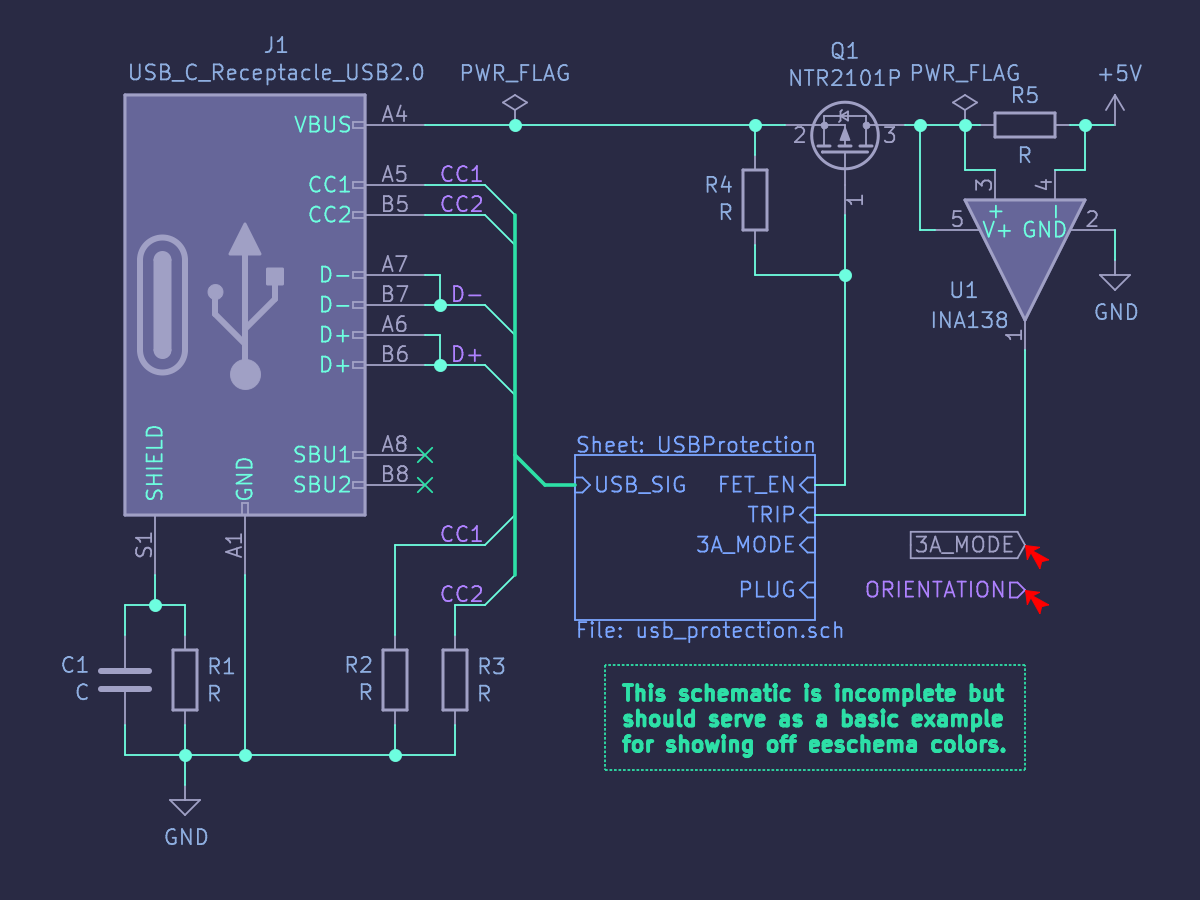 J1
USB_C_Receptacle_USB2.0
PWR_FLAG
Q1
NTR2101P
PWR_FLAG
R5
R
+5V
VBUS
A4
2
3
CC1
A5
CC1
CC2
B5
CC2
R4
R
1
3
4
+
–
5
V+
GND
2
D-
A7
D-
B7
D-
D+
A6
D+
B6
D+
U1
INA138
1
GND
SHIELD
GND
SBU1
A8
SBU2
B8
Sheet: USBProtection
USB_SIG
FET_EN
TRIP
3A_MODE
PLUG
File: usb_protection.sch
3A_MODE
ORIENTATION
S1
A1
CC1
CC2
C1
C
R1
R
R2
R
R3
R
This schematic is incomplete but
should serve as a basic example
for showing off eeschema colors.
GND